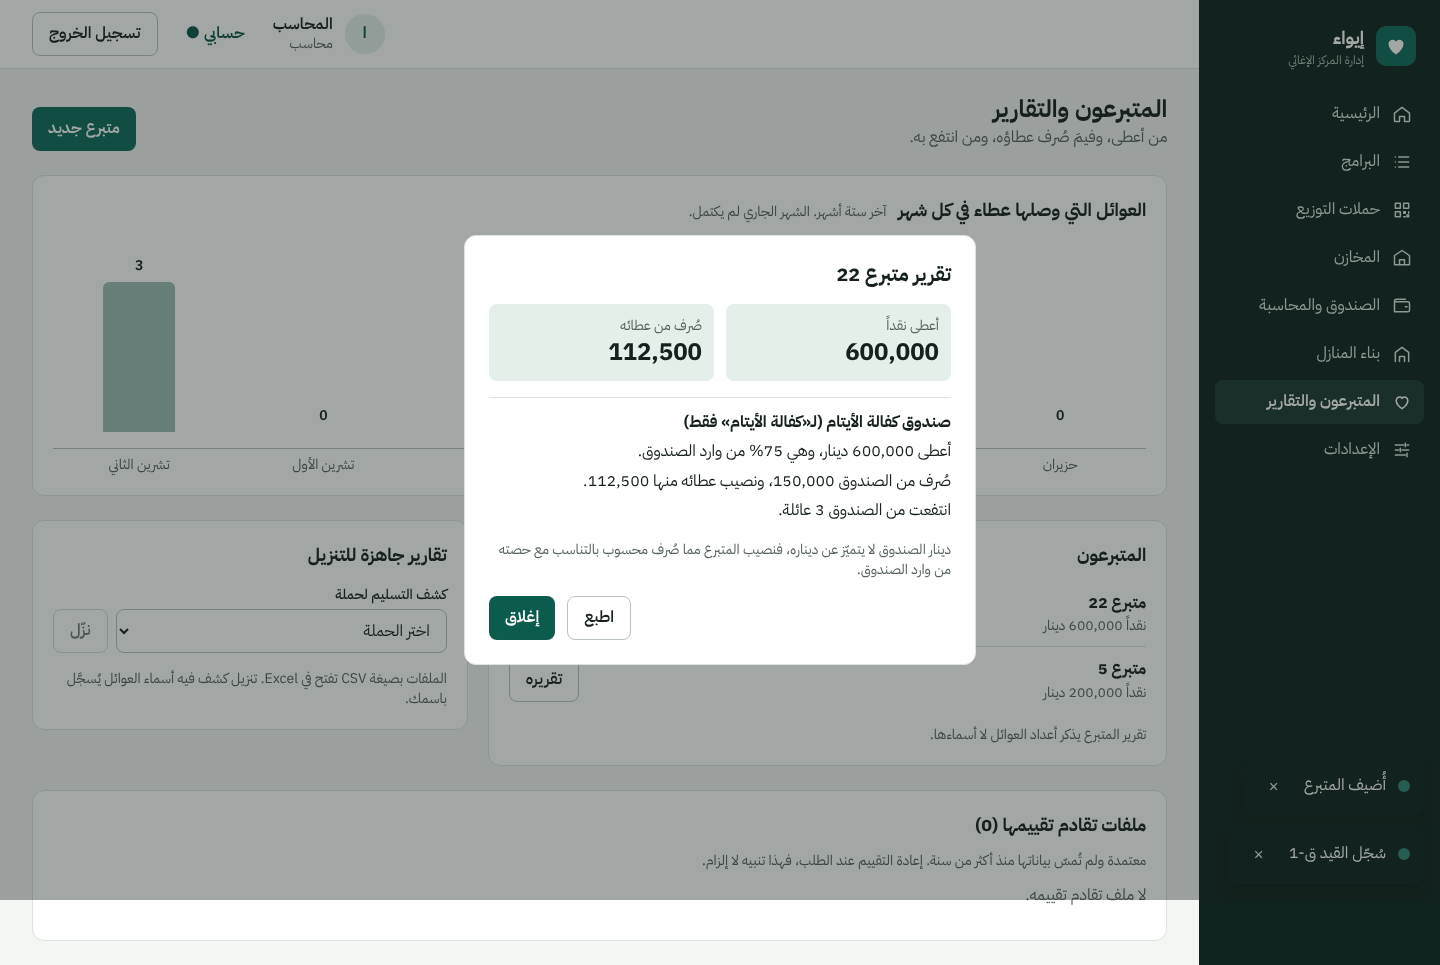 إيواء
إدارة المركز الإغاثي
الرئيسية
البرامج
حملات التوزيع
المخازن
الصندوق والمحاسبة
بناء المنازل
المتبرعون والتقارير
الإعدادات
أُضيف المتبرع ×
سُجّل القيد ق-1 ×
ا
المحاسب
محاسب
حسابي
تسجيل الخروج
المتبرعون والتقارير
من أعطى، وفيمَ صُرف عطاؤه، ومن انتفع به.
متبرع جديد
العوائل التي وصلها عطاء في كل شهر آخر ستة أشهر. الشهر الجاري لم يكتمل.
0
حزيران
0
تشرين الأول
3
تشرين الثاني
تقرير متبرع 22
أعطى نقداً
600,000
صُرف من عطائه
112,500
صندوق كفالة الأيتام (لـ«كفالة الأيتام» فقط)
أعطى 600,000 دينار، وهي 75% من وارد الصندوق.
صُرف من الصندوق 150,000، ونصيب عطائه منها 112,500.
انتفعت من الصندوق 3 عائلة.
دينار الصندوق لا يتميّز عن ديناره، فنصيب المتبرع مما صُرف محسوب بالتناسب مع حصته
من وارد الصندوق.
اطبع
إغلاق
المتبرعون
متبرع 22
نقداً 600,000 دينار
متبرع 5
نقداً 200,000 دينار
تقريره
تقرير المتبرع يذكر أعداد العوائل لا أسماءها.
تقارير جاهزة للتنزيل
كشف التسليم لحملة
اختر الحملة
نزّل
الملفات بصيغة CSV تفتح في Excel. تنزيل كشف فيه أسماء العوائل يُسجَّل
باسمك.
ملفات تقادم تقييمها (0)
معتمدة ولم تُمسّ بياناتها منذ أكثر من سنة. إعادة التقييم عند الطلب، فهذا تنبيه لا إلزام.
لا ملف تقادم تقييمه.